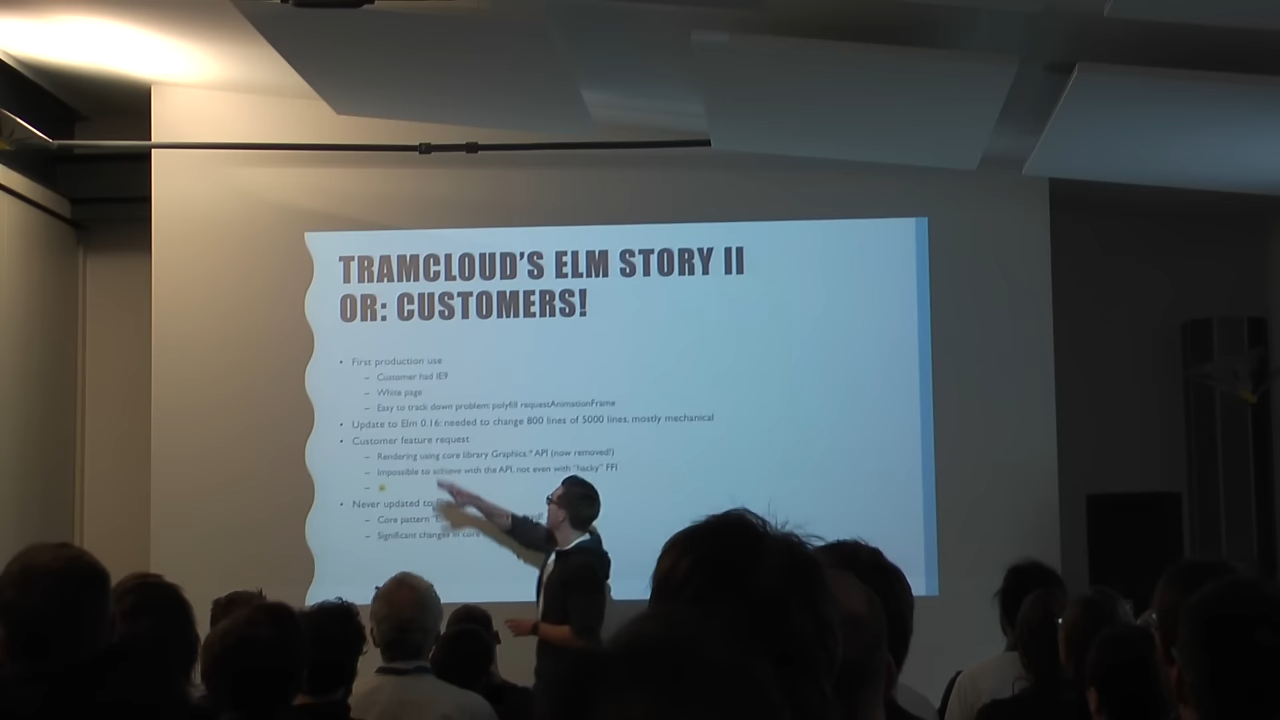 TRAMCLOUD'S ELM STORY II
OR: CUSTOMERS!
• First production use
– Customer had IE9
– White page
– Easy to track down problem: polyfill requestAnimationFrame
• Update to Elm 0.16: needed to change 800 lines of 5000 lines, mostly mechanical
• Customer feature request
– Rendering using core library Graphics.* API (now removed!)
– Impossible to achieve with the API, not even with "hacky" FFI
–
• Never updated to
– Core pattern
– Significant changes in core